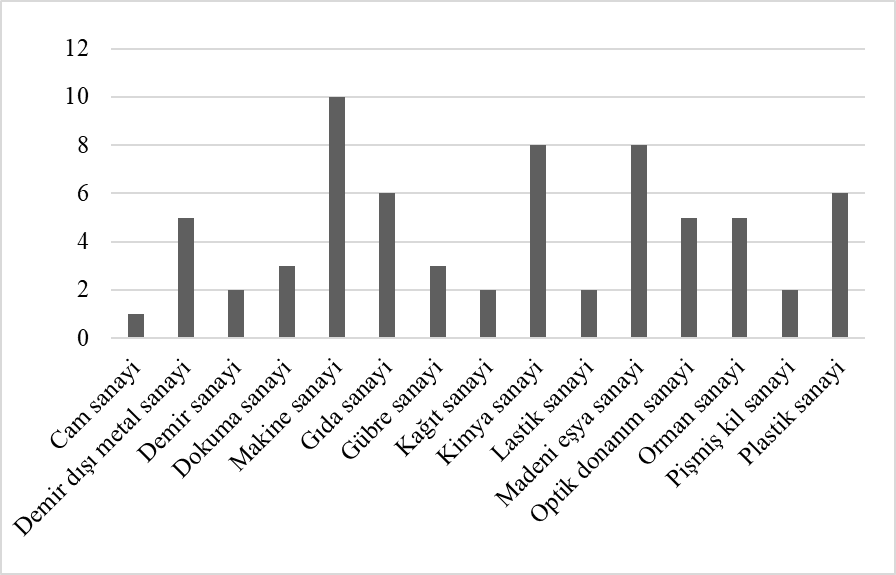 12
10
8
6
4
2
0
Cam sanayi
Demir dışı metal sanayi
Demir sanayi
Dokuma sanayi
Makine sanayi
Gıda sanayi
Gübre sanayi
Kağıt sanayi
Kimya sanayi
Lastik sanayi
Madeni eşya sanayi
Optik donanım sanayi
Orman sanayi
Pişmiş kil sanayi
Plastik sanayi